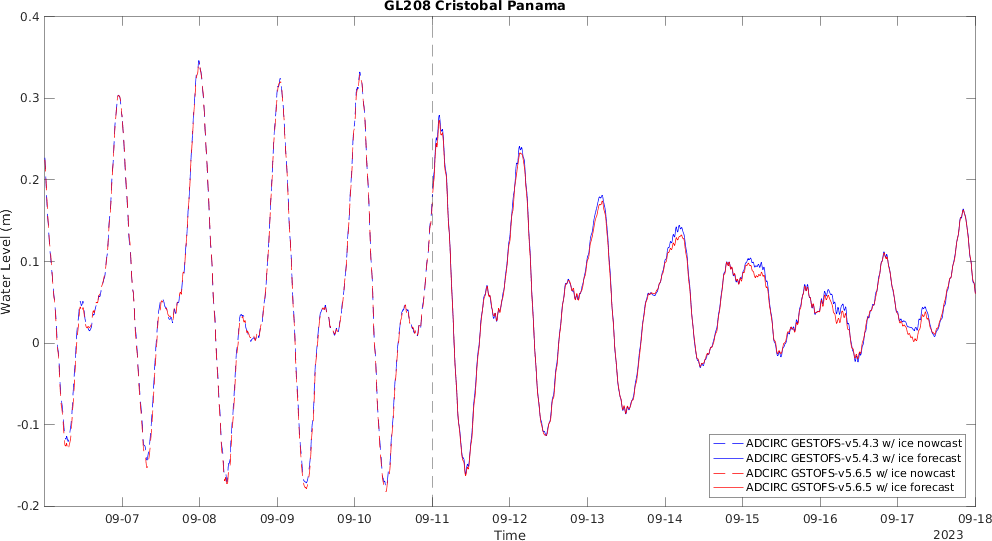 GL208 Cristobal Panama
0.4
0.3
0.2
0.1
0
-0.1
-0.2
Water Level (m)
ADCIRC GESTOFS-v5.4.3 w/ ice nowcast
ADCIRC GESTOFS-v5.4.3 w/ ice forecast
ADCIRC GSTOFS-v5.6.5 w/ ice nowcast
ADCIRC GSTOFS-v5.6.5 w/ ice forecast
09-07 09-08 09-09 09-10 09-11 09-12 09-13 09-14 09-15 09-16 09-17 09-18
Time
2023